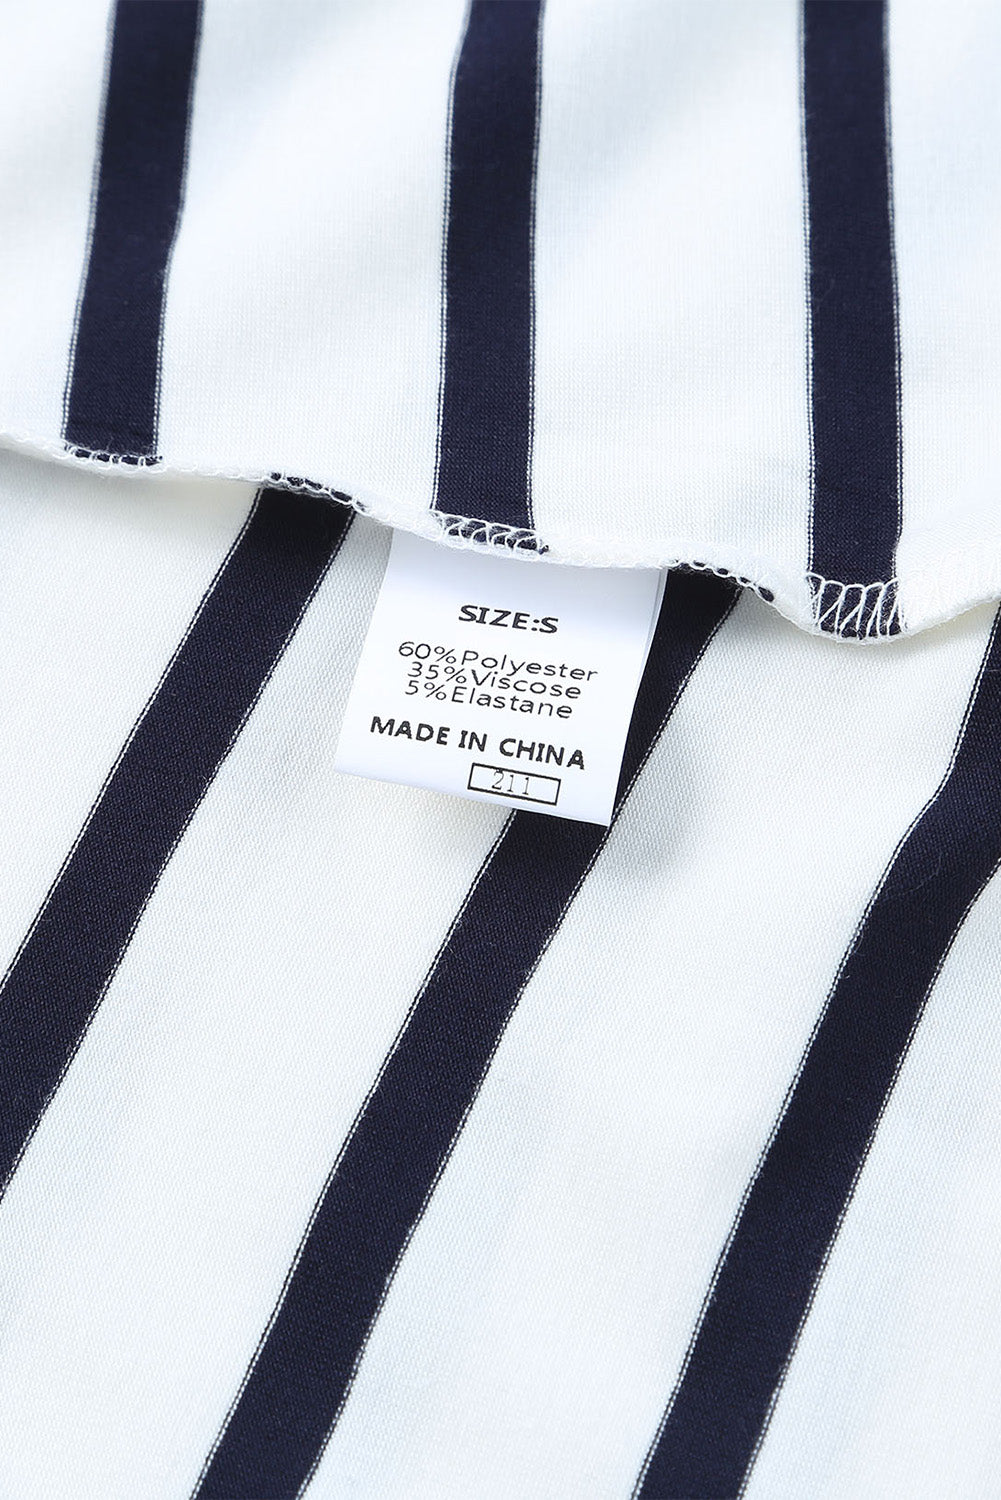 SIZE:S
60%Polyester
35%Viscose
5%Elastane
MADE IN CHINA
211